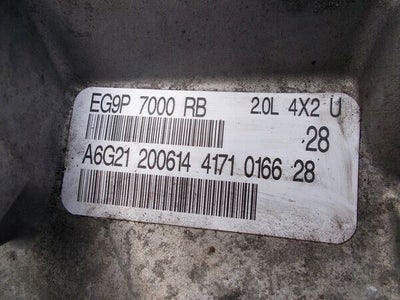 EG9P 7000 RB 2.0L 4X2 U
28
A6G21 200614 4171 0166 28